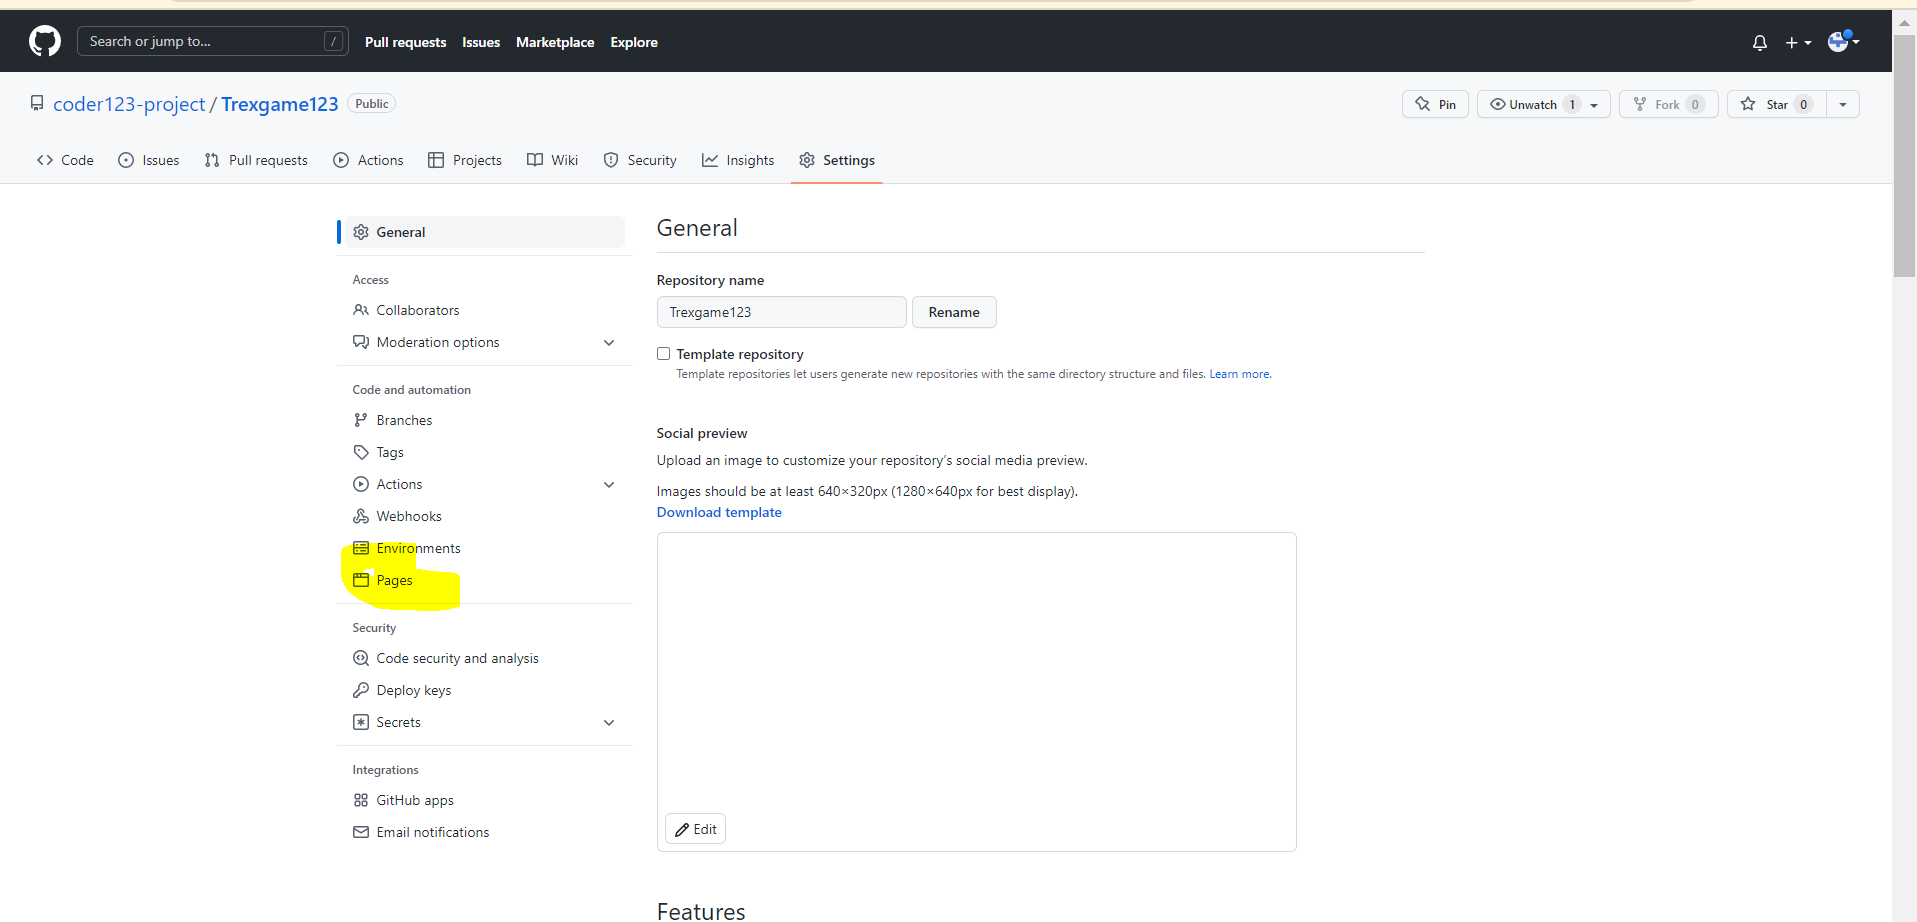 Search or jump to... /
Pull requests Issues Marketplace Explore
coder123-project / Trexgame123 Public
Pin Unwatch 1 Fork 0 Star 0
Code Issues Pull requests Actions Projects Wiki Security Insights Settings
General
Access
Collaborators
Moderation options
Code and automation
Branches
Tags
Actions
Webhooks
Environments
Pages
Security
Code security and analysis
Deploy keys
Secrets
Integrations
GitHub apps
Email notifications
General
Repository name
Trexgame123 Rename
Template repository
Template repositories let users generate new repositories with the same directory structure and files. Learn more.
Social preview
Upload an image to customize your repository’s social media preview.
Images should be at least 640×320px (1280×640px for best display).
Download template
Edit
Features